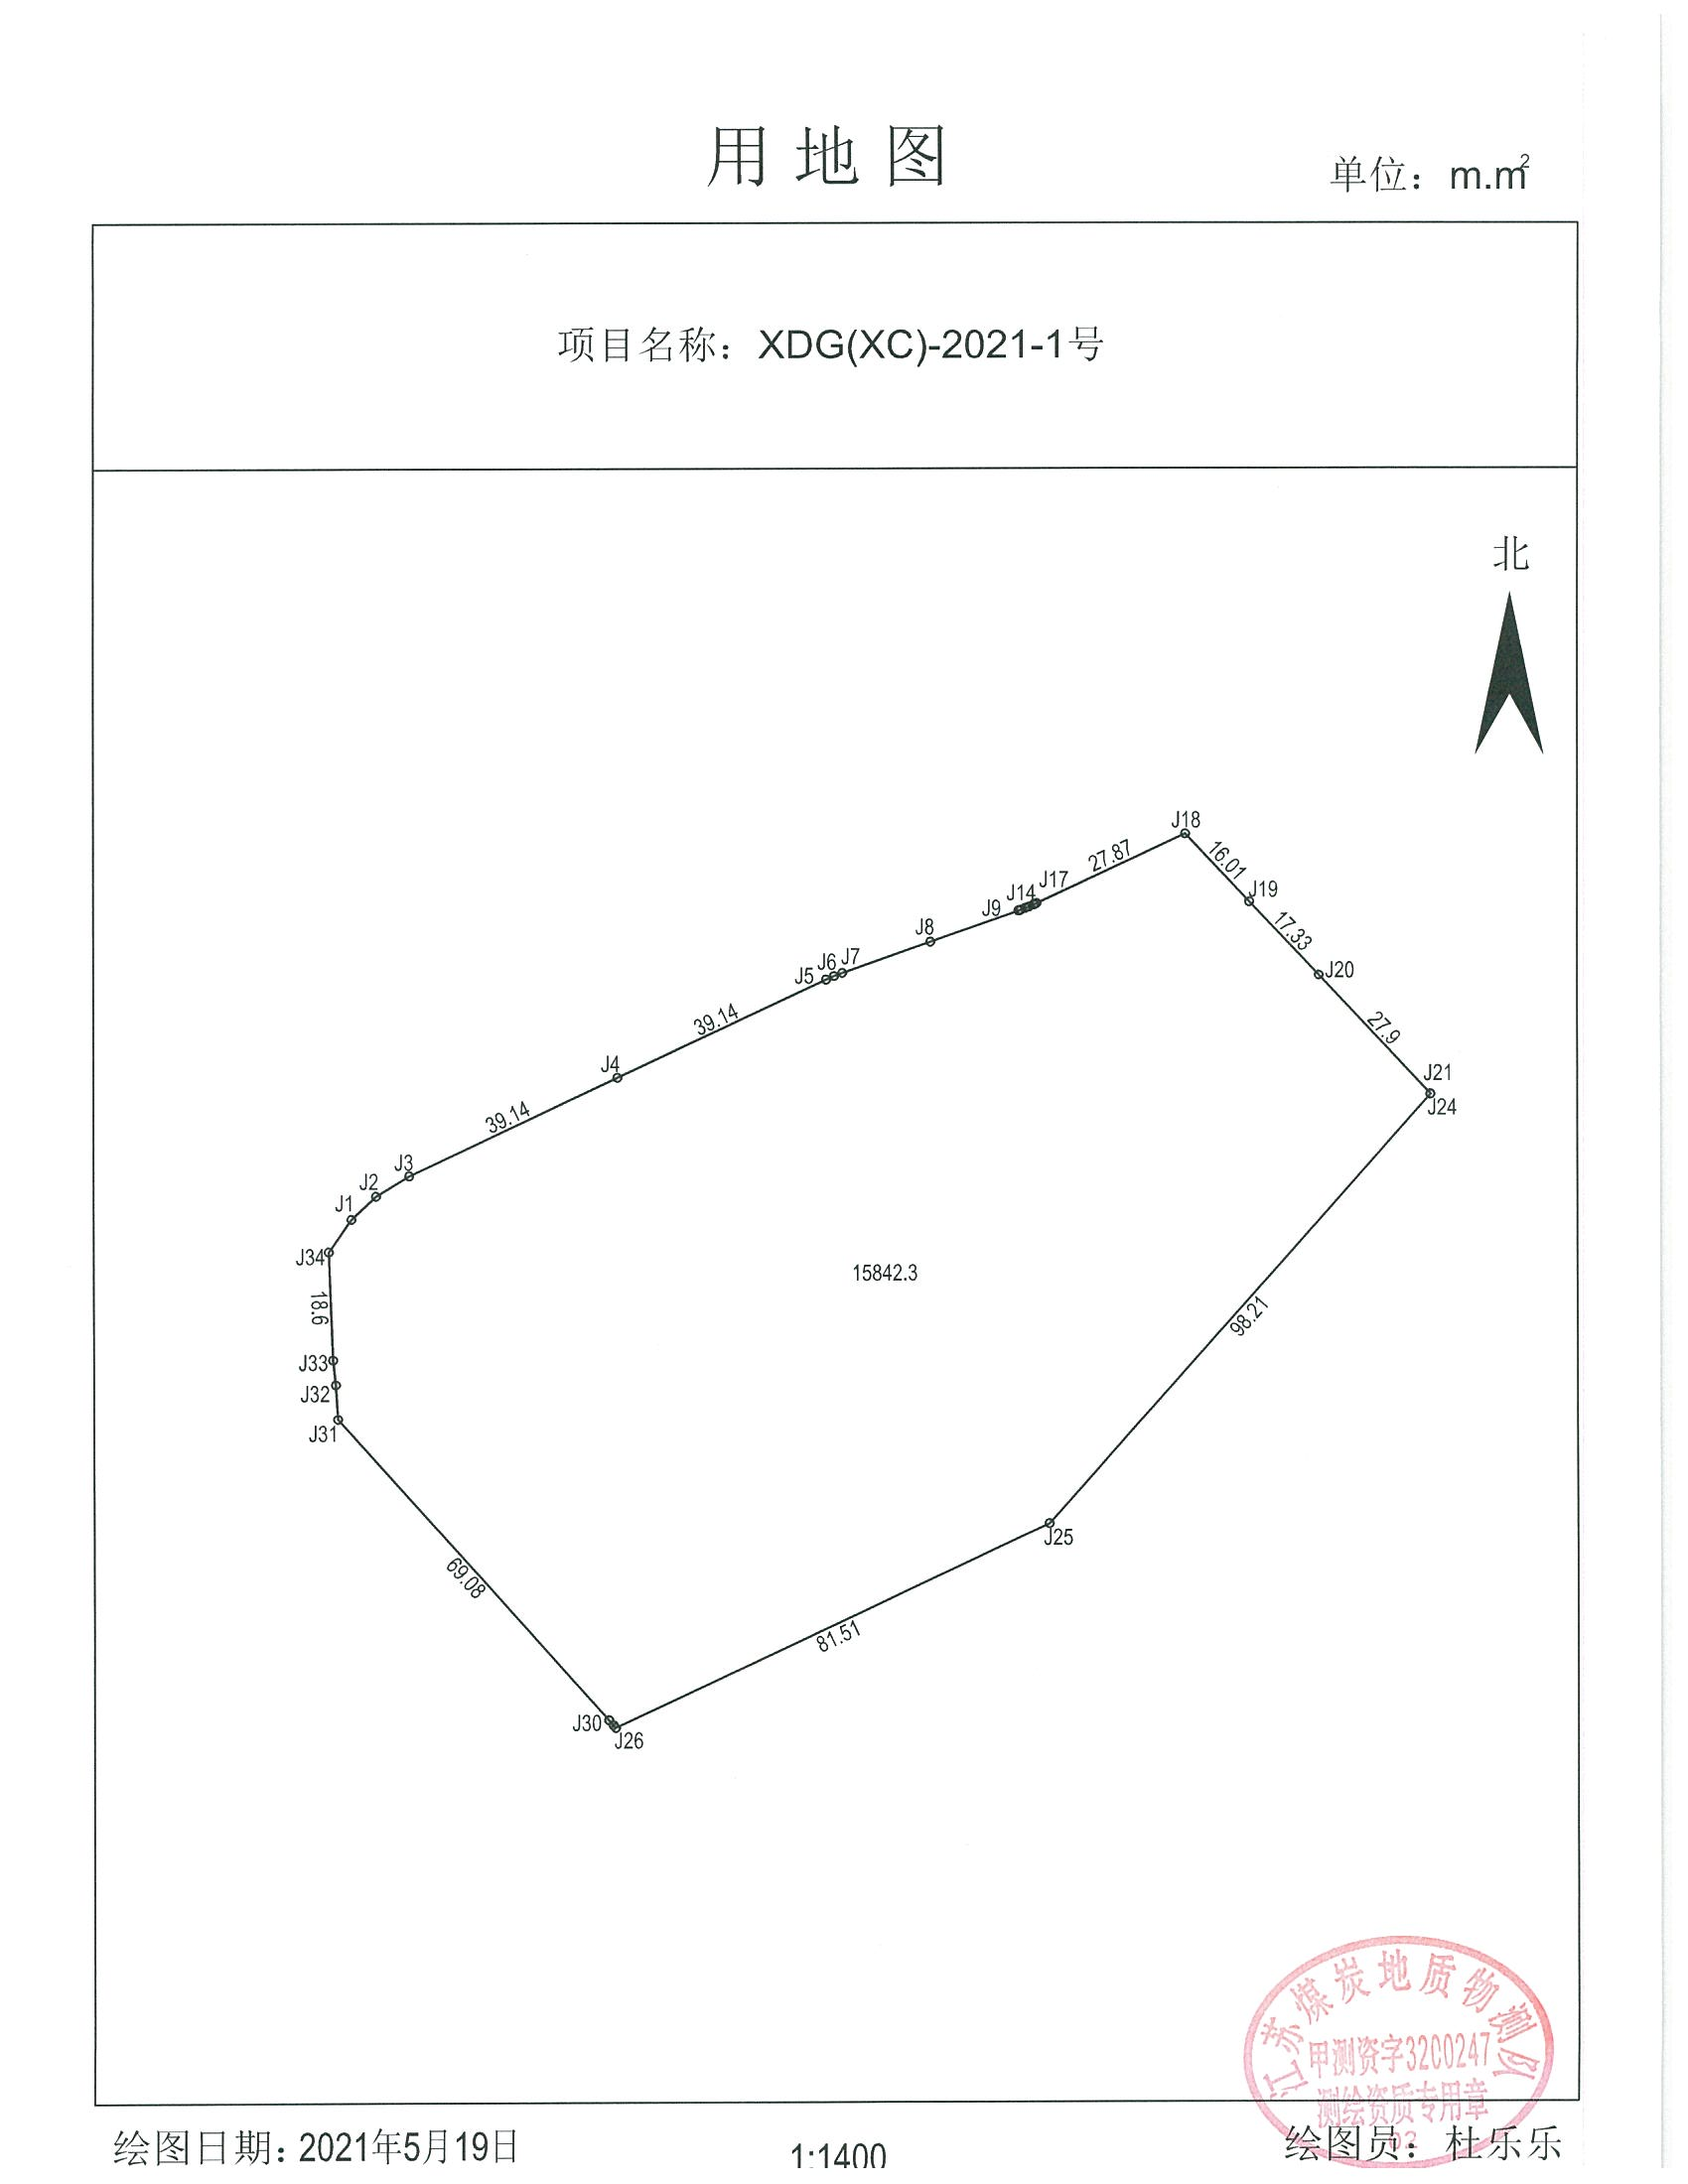 用地图
单位：m.m²
项目名称：XDG(XC)-2021-1号
北
J18
16.01
27.87
J17
J14
J19
J9
17.33
J8
J7
J6
J5
J20
39.14
27.9
J4
J21
J24
39.14
J3
J2
J1
J34
15842.3
18.6
98.21
J33
J32
J31
J25
69.08
81.51
J30
J26
江苏煤炭地质物测队
甲测资字3200247
测绘资质专用章
02
绘图日期：2021年5月19日
1:1400
绘图员：杜乐乐